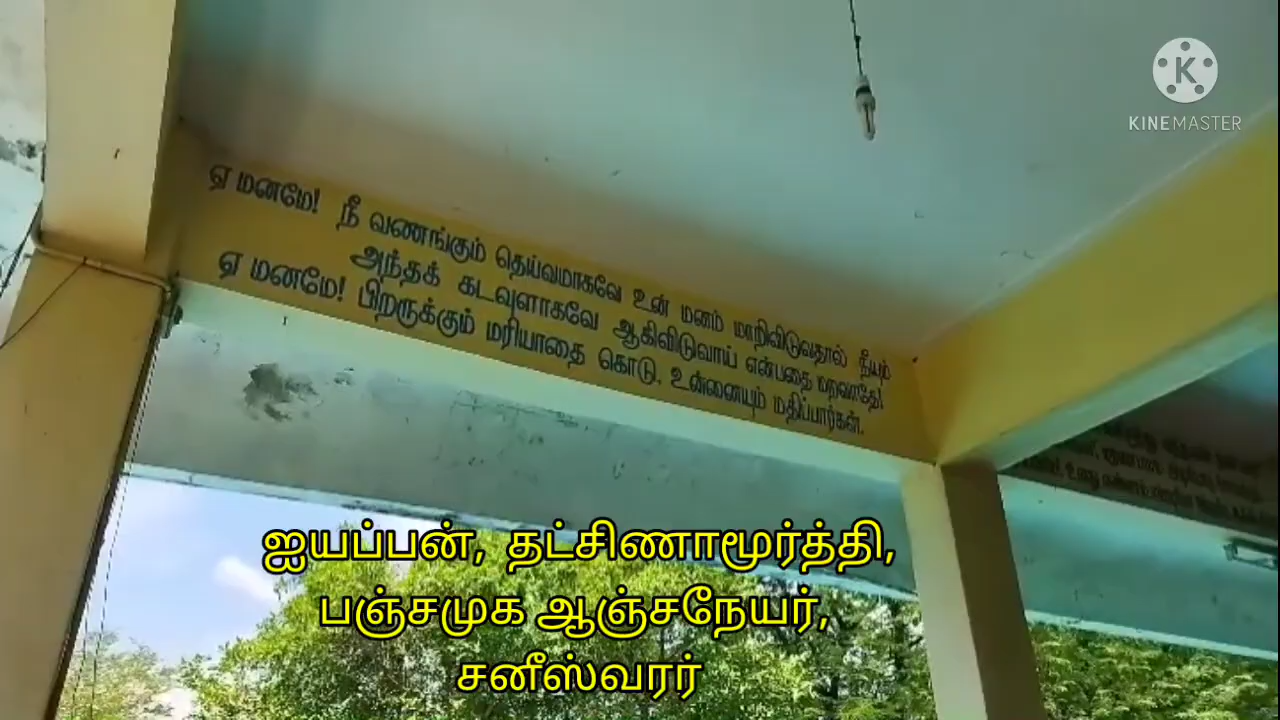 KINEMASTER
ஏ மனமே! நீ வணங்கும் தெய்வமாகவே உன் மனம் மாறிவிடுவதால் நீயும்
அந்தக் கடவுளாகவே ஆகிவிடுவாய் என்பதை மறவாதே!
ஏ மனமே! பிறருக்கும் மரியாதை கொடு, உன்னையும் மதிப்பார்கள்.
ஐயப்பன், தட்சிணாமூர்த்தி,
பஞ்சமுக ஆஞ்சநேயர்,
சனீஸ்வரர்